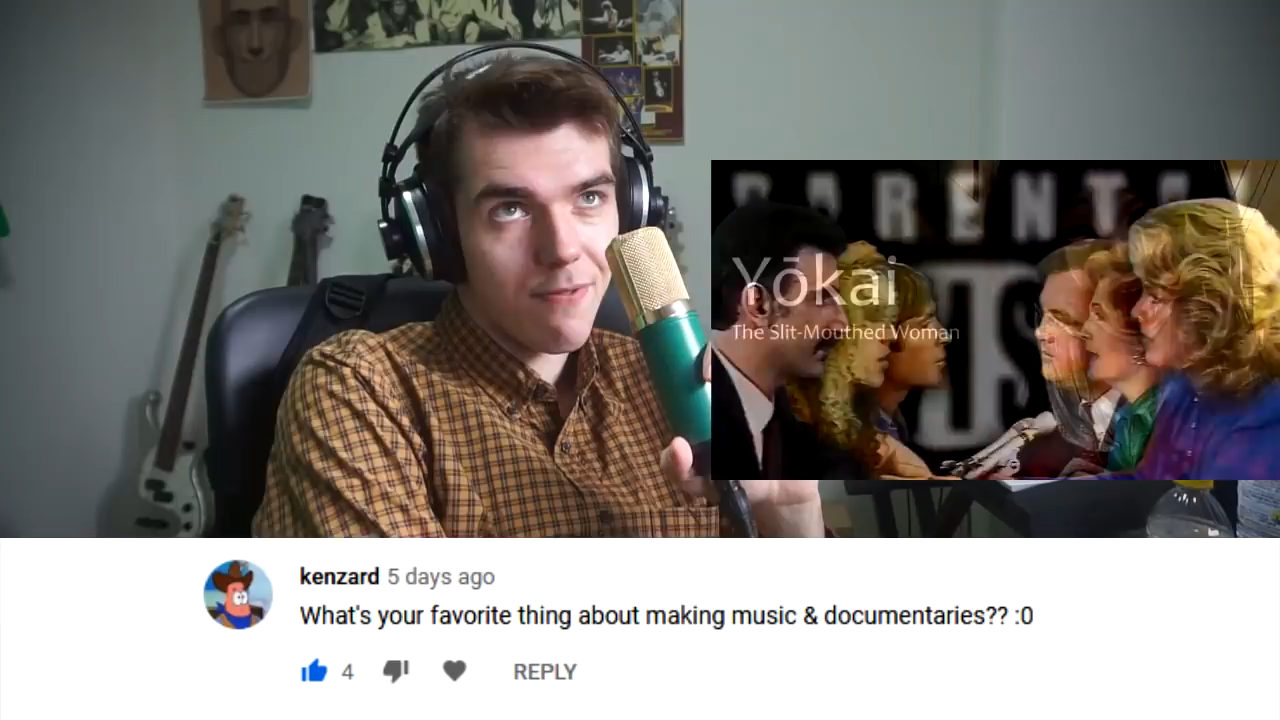 PARENTS
Yōkai
The Slit-Mouthed Woman
kenzard 5 days ago
What's your favorite thing about making music & documentaries?? :0
4 REPLY